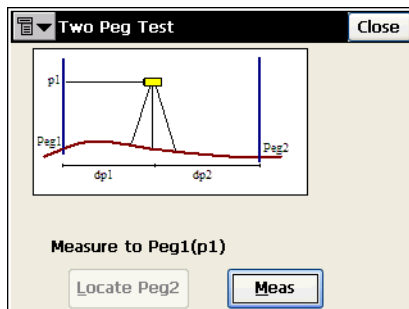 Two Peg Test Close
p1
Peg1 Peg2
dp1 dp2
Measure to Peg1(p1)
Locate Peg2 Meas